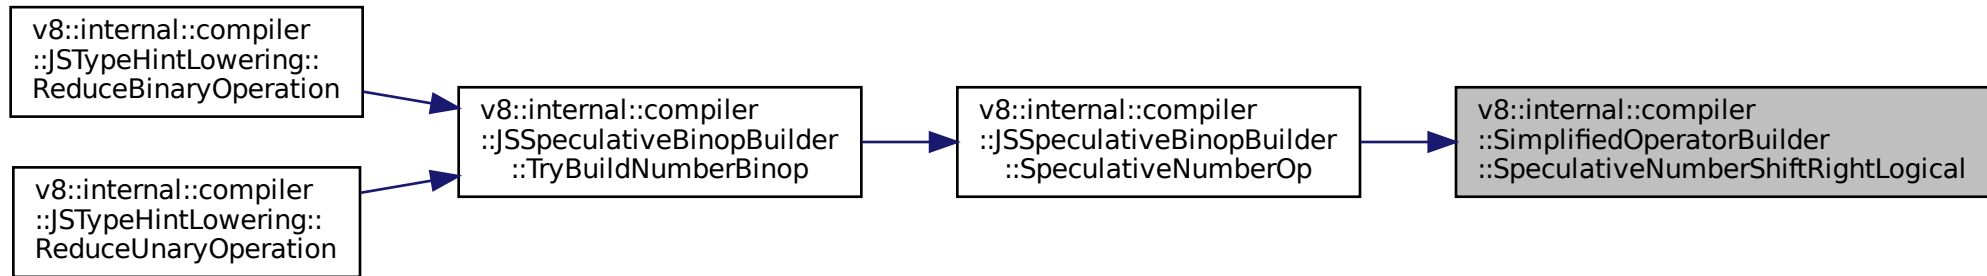 v8::internal::compiler
::JSTypeHintLowering::
ReduceBinaryOperation
v8::internal::compiler
::JSTypeHintLowering::
ReduceUnaryOperation
v8::internal::compiler
::JSSpeculativeBinopBuilder
::TryBuildNumberBinop
v8::internal::compiler
::JSSpeculativeBinopBuilder
::SpeculativeNumberOp
v8::internal::compiler
::SimplifiedOperatorBuilder
::SpeculativeNumberShiftRightLogical